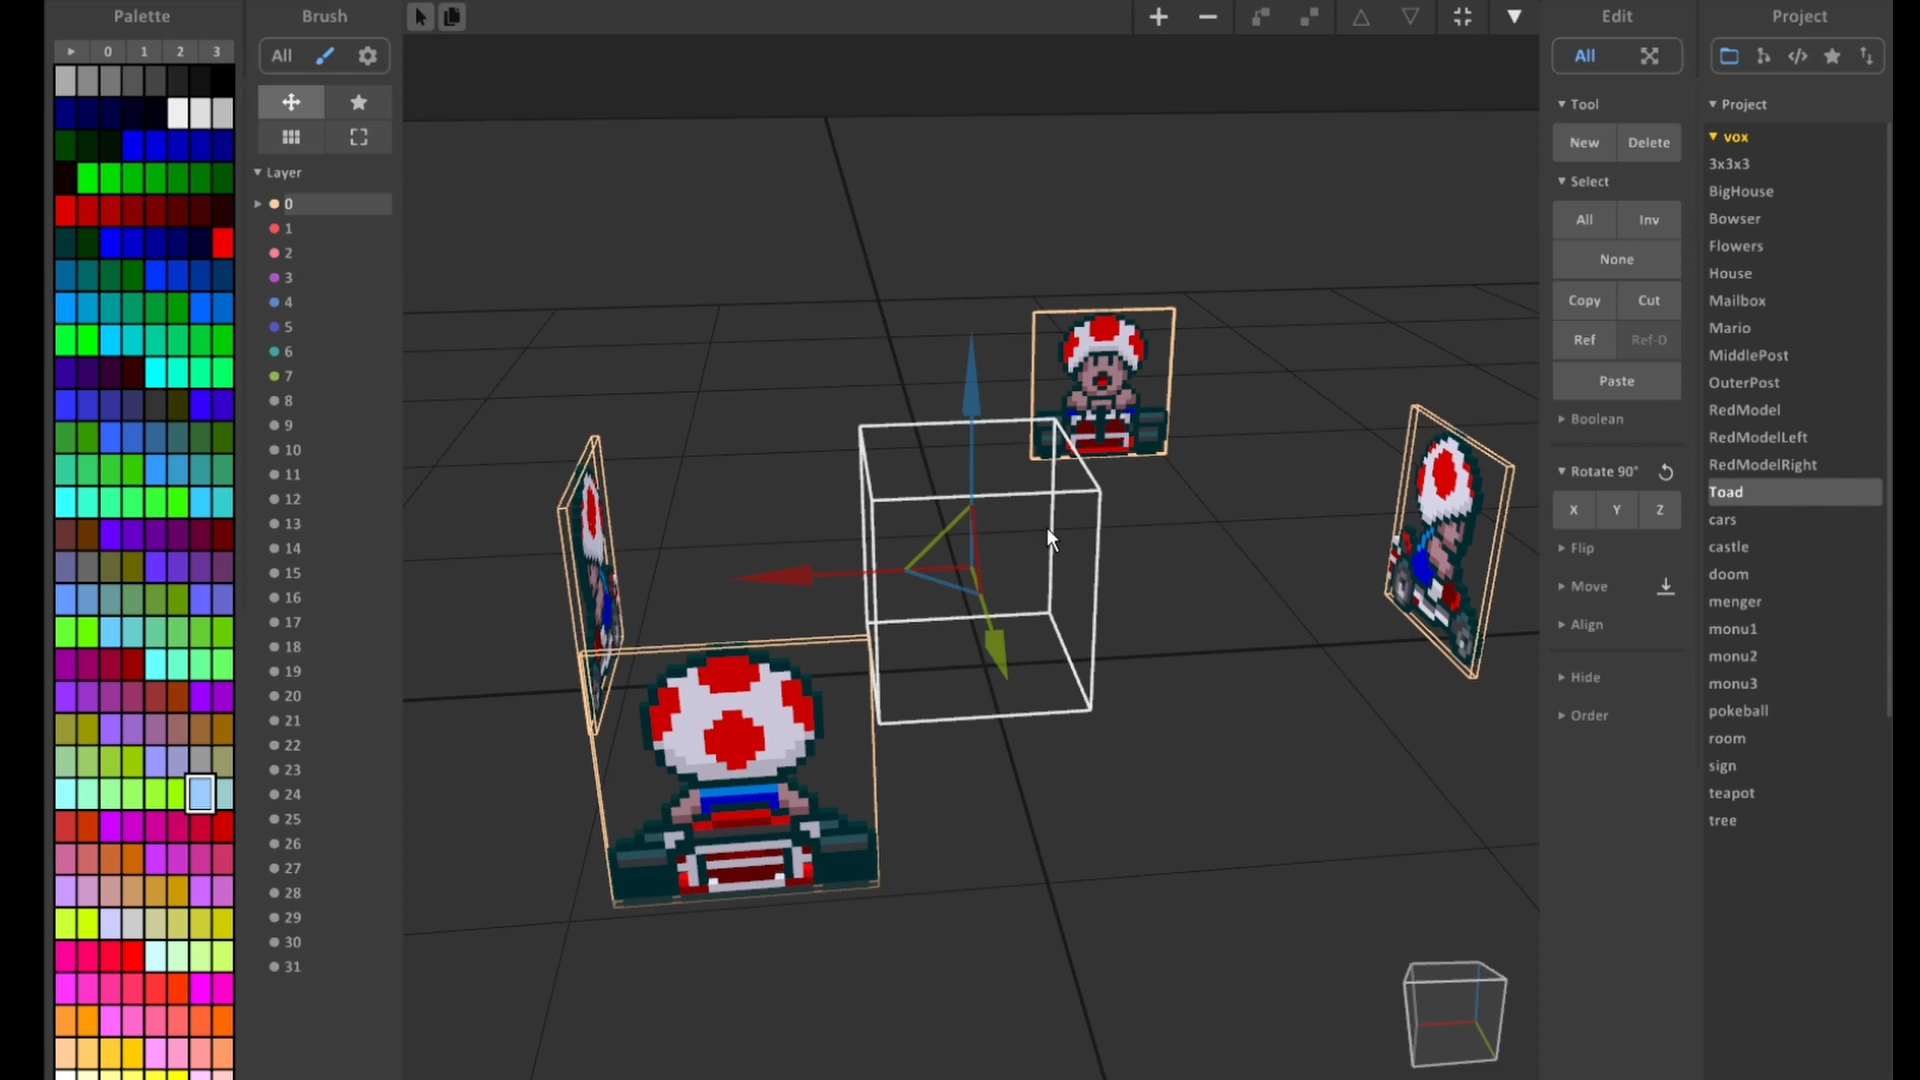 Palette
0 1 2 3
Brush
All
Layer
0
1
2
3
4
5
6
7
8
9
10
11
12
13
14
15
16
17
18
19
20
21
22
23
24
25
26
27
28
29
30
31
Edit
All
Tool
New Delete
Select
All Inv
None
Copy Cut
Ref Ref-D
Paste
Boolean
Rotate 90°
X Y Z
Flip
Move
Align
Hide
Order
Project
Project
vox
3x3x3
BigHouse
Bowser
Flowers
House
Mailbox
Mario
MiddlePost
OuterPost
RedModel
RedModelLeft
RedModelRight
Toad
cars
castle
doom
menger
monu1
monu2
monu3
pokeball
room
sign
teapot
tree